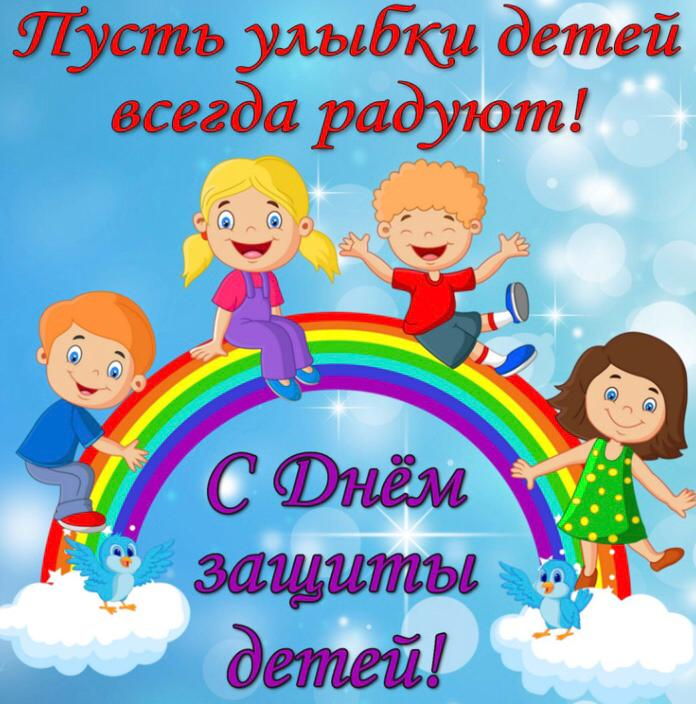 Пусть улыбки детей
всегда радуют!
С Днём
защиты
детей!